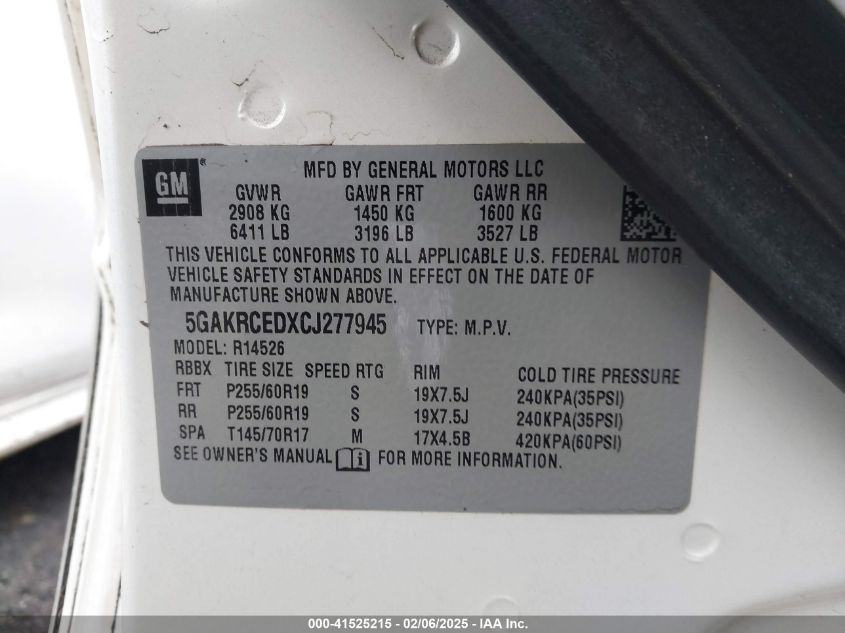 GM®
MFD BY GENERAL MOTORS LLC
GVWR GAWR FRT GAWR RR
2908 KG 1450 KG 1600 KG
6411 LB 3196 LB 3527 LB
THIS VEHICLE CONFORMS TO ALL APPLICABLE U.S. FEDERAL MOTOR
VEHICLE SAFETY STANDARDS IN EFFECT ON THE DATE OF
MANUFACTURE SHOWN ABOVE.
5GAKRCEDXCJ277945 TYPE: M.P.V.
MODEL: R14526
RBBX TIRE SIZE SPEED RTG RIM COLD TIRE PRESSURE
FRT P255/60R19 S 19X7.5J 240KPA(35PSI)
RR P255/60R19 S 19X7.5J 240KPA(35PSI)
SPA T145/70R17 M 17X4.5B 420KPA(60PSI)
SEE OWNER'S MANUAL i FOR MORE INFORMATION.
000-41525215 - 02/06/2025 - IAA Inc.